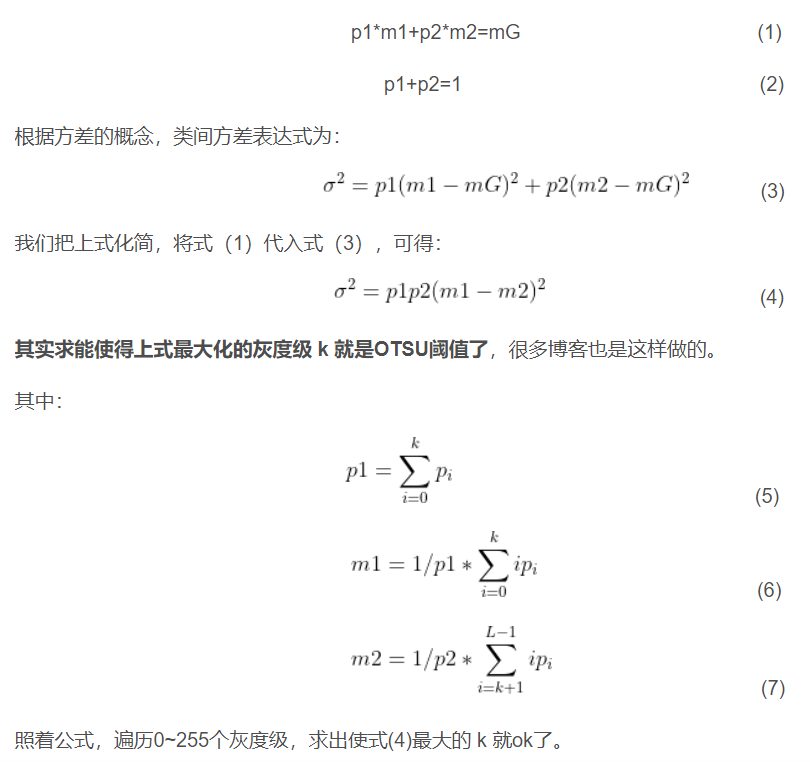 p1*m1+p2*m2=mG (1)
p1+p2=1 (2)
根据方差的概念，类间方差表达式为：
σ² = p1(m1 − mG)² + p2(m2 − mG)² (3)
我们把上式化简，将式（1）代入式（3），可得：
σ² = p1p2(m1 − m2)² (4)
其实求能使得上式最大化的灰度级 k 就是OTSU阈值了，很多博客也是这样做的。
其中：
p1 = ∑_{i=0}^{k} p_i (5)
m1 = 1/p1 ∗ ∑_{i=0}^{k} ip_i (6)
m2 = 1/p2 ∗ ∑_{i=k+1}^{L−1} ip_i (7)
照着公式，遍历0~255个灰度级，求出使式(4)最大的 k 就ok了。